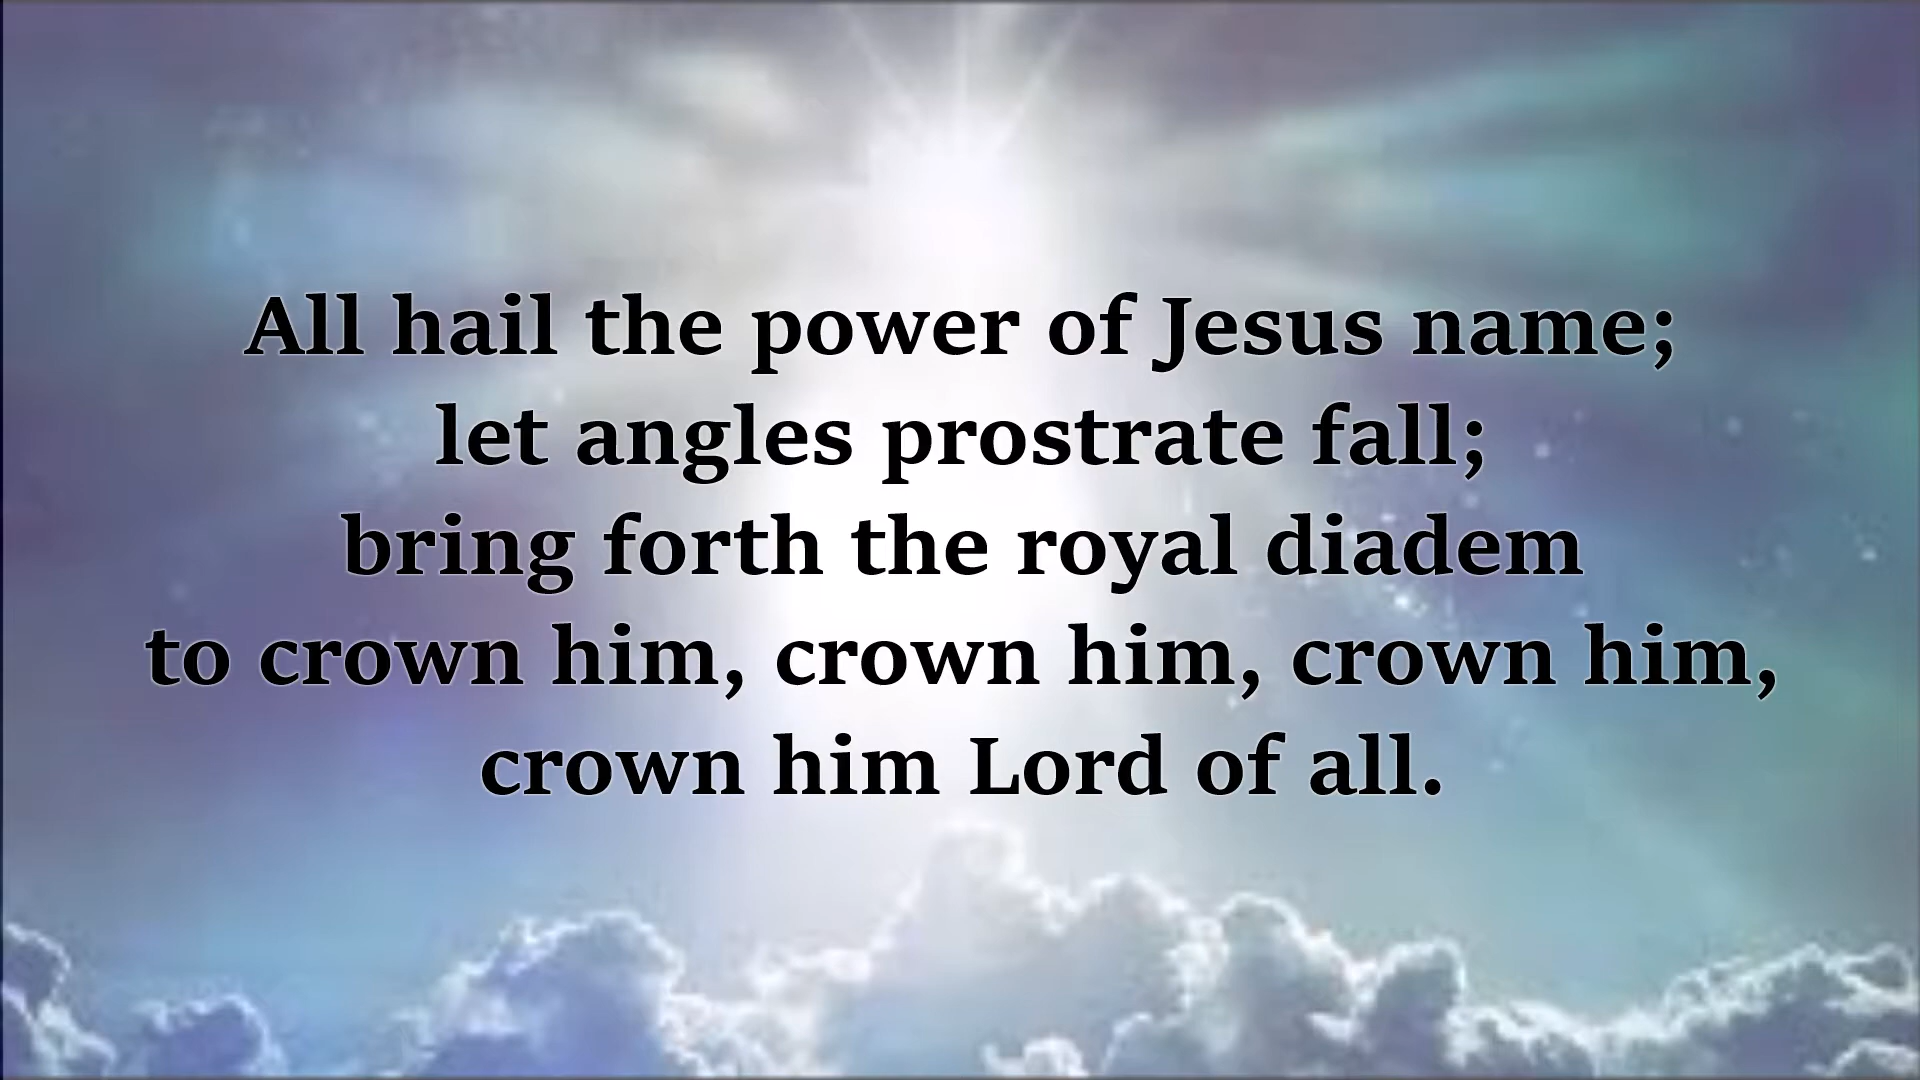 All hail the power of Jesus name;
let angles prostrate fall;
bring forth the royal diadem
to crown him, crown him, crown him,
crown him Lord of all.